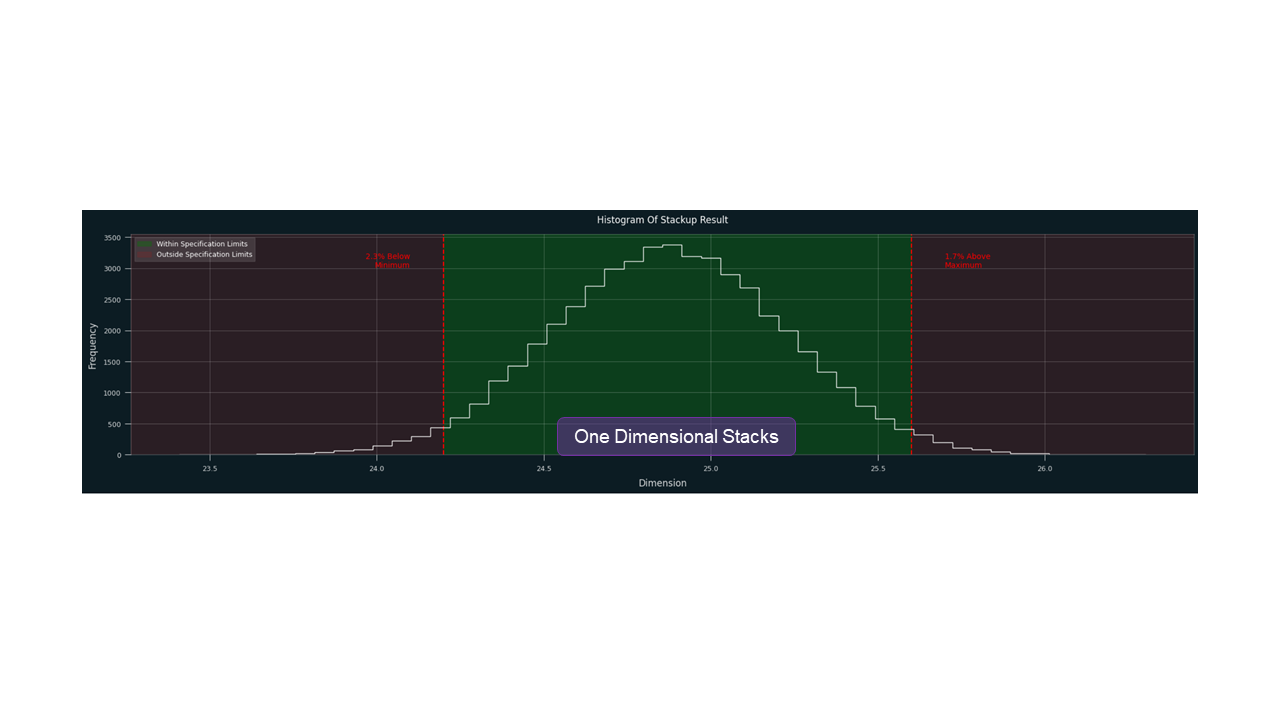 Histogram Of Stackup Result
Within Specification Limits
Outside Specification Limits
2.3% Below
Minimum
1.7% Above
Maximum
3500
3000
2500
2000
1500
1000
500
0
Frequency
23.5 24.0 24.5 25.0 25.5 26.0
Dimension
One Dimensional Stacks